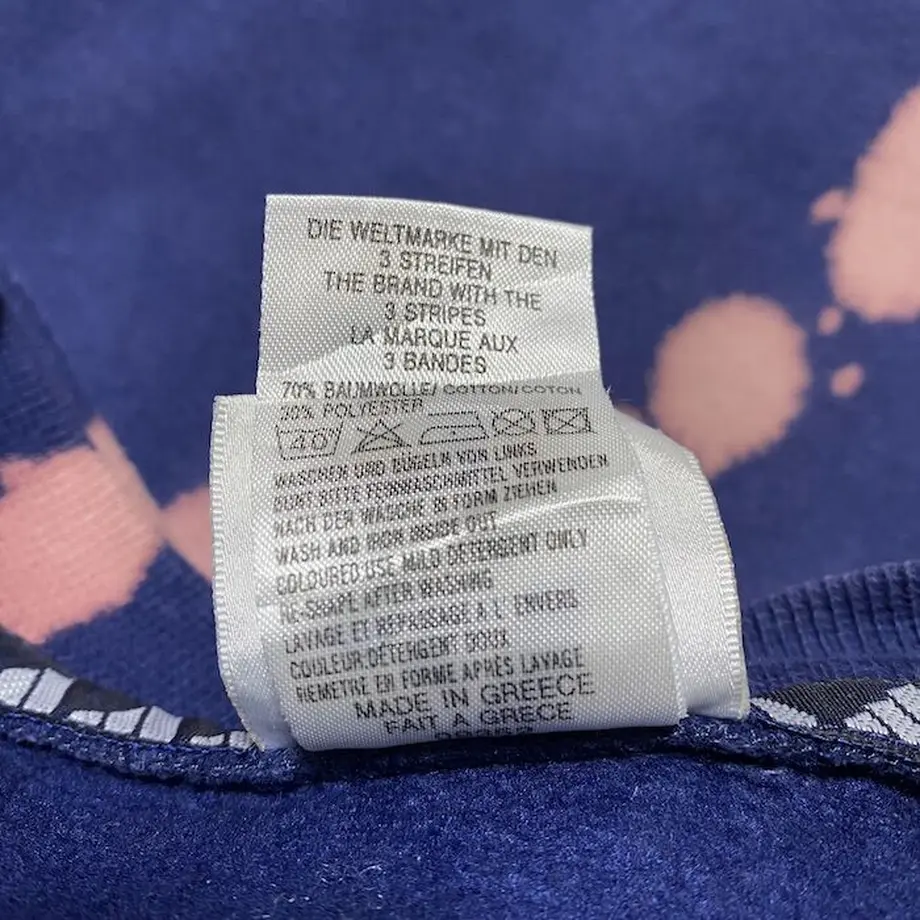 DIE WELTMARKE MIT DEN
3 STREIFEN
THE BRAND WITH THE
3 STRIPES
LA MARQUE AUX
3 BANDES
70% BAUMWOLLE/ COTTON/COTON
30% POLYESTER
40
WASCHEN UND BÜGELN VON LINKS
BUNT BITTE FEINWASCHMITTEL VERWENDEN
NACH DER WÄSCHE IN FORM ZIEHEN
WASH AND IRON INSIDE OUT
COLOURED USE MILD DETERGENT ONLY
RE-SHAPE AFTER WASHING
LAVAGE ET REPASSAGE A L' ENVERS
COULEUR:DÉTERGENT DOUX
REMETRE EN FORME APRÈS LAVAGE
MADE IN GREECE
FAIT A GRECE